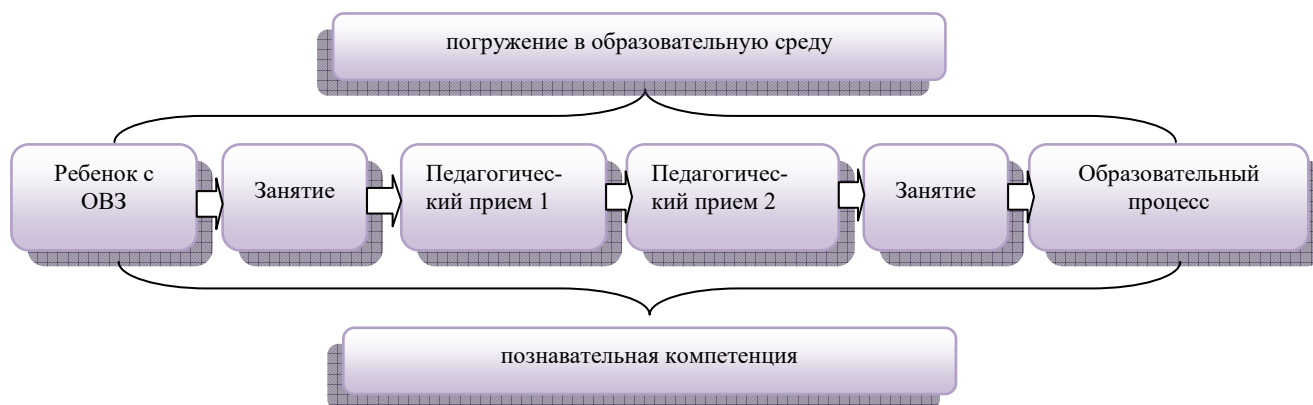 погружение в образовательную среду
Ребенок с
ОВЗ
Занятие
Педагогичес-
кий прием 1
Педагогичес-
кий прием 2
Занятие
Образовательный
процесс
познавательная компетенция